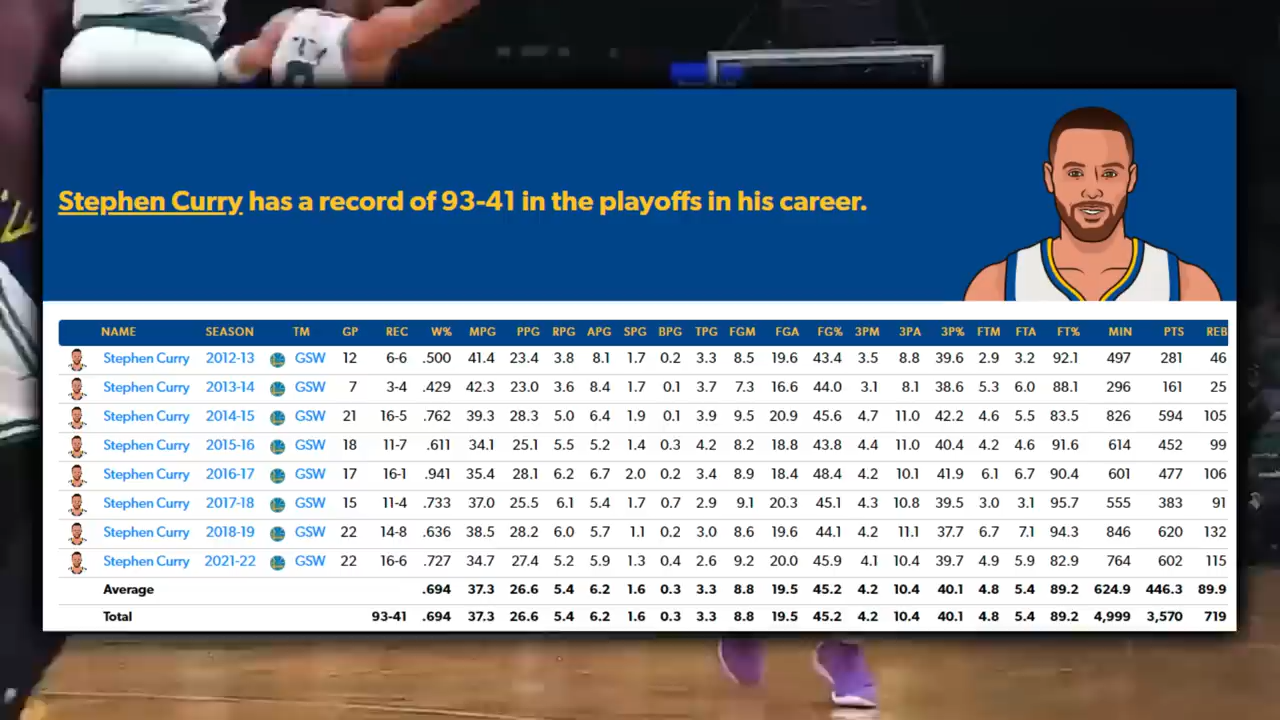 Stephen Curry has a record of 93-41 in the playoffs in his career.
NAME SEASON TM GP REC W% MPG PPG RPG APG SPG BPG TPG FGM FGA FG% 3PM 3PA 3P% FTM FTA FT% MIN PTS REB
Stephen Curry 2012-13 GSW 12 6-6 .500 41.4 23.4 3.8 8.1 1.7 0.2 3.3 8.5 19.6 43.4 3.5 8.8 39.6 2.9 3.2 92.1 497 281 46
Stephen Curry 2013-14 GSW 7 3-4 .429 42.3 23.0 3.6 8.4 1.7 0.1 3.7 7.3 16.6 44.0 3.1 8.1 38.6 5.3 6.0 88.1 296 161 25
Stephen Curry 2014-15 GSW 21 16-5 .762 39.3 28.3 5.0 6.4 1.9 0.1 3.9 9.5 20.9 45.6 4.7 11.0 42.2 4.6 5.5 83.5 826 594 105
Stephen Curry 2015-16 GSW 18 11-7 .611 34.1 25.1 5.5 5.2 1.4 0.3 4.2 8.2 18.8 43.8 4.4 11.0 40.4 4.2 4.6 91.6 614 452 99
Stephen Curry 2016-17 GSW 17 16-1 .941 35.4 28.1 6.2 6.7 2.0 0.2 3.4 8.9 18.4 48.4 4.2 10.1 41.9 6.1 6.7 90.4 601 477 106
Stephen Curry 2017-18 GSW 15 11-4 .733 37.0 25.5 6.1 5.4 1.7 0.7 2.9 9.1 20.3 45.1 4.3 10.8 39.5 3.0 3.1 95.7 555 383 91
Stephen Curry 2018-19 GSW 22 14-8 .636 38.5 28.2 6.0 5.7 1.1 0.2 3.0 8.6 19.6 44.1 4.2 11.1 37.7 6.7 7.1 94.3 846 620 132
Stephen Curry 2021-22 GSW 22 16-6 .727 34.7 27.4 5.2 5.9 1.3 0.4 2.6 9.2 20.0 45.9 4.1 10.4 39.7 4.9 5.9 82.9 764 602 115
Average .694 37.3 26.6 5.4 6.2 1.6 0.3 3.3 8.8 19.5 45.2 4.2 10.4 40.1 4.8 5.4 89.2 624.9 446.3 89.9
Total 93-41 .694 37.3 26.6 5.4 6.2 1.6 0.3 3.3 8.8 19.5 45.2 4.2 10.4 40.1 4.8 5.4 89.2 4,999 3,570 719